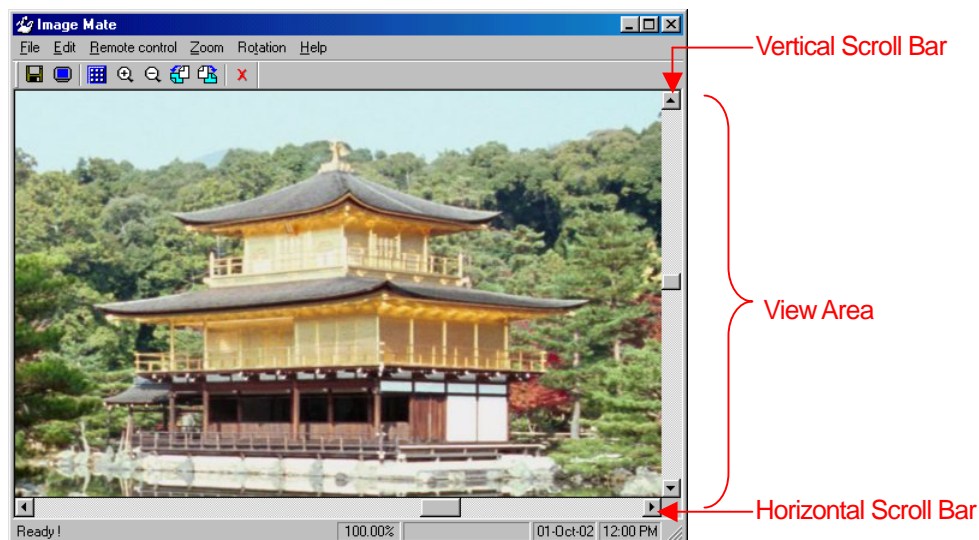 Image Mate
File Edit Remote control Zoom Rotation Help
Vertical Scroll Bar
View Area
Horizontal Scroll Bar
Ready ! 100.00% 01-Oct-02 12:00 PM